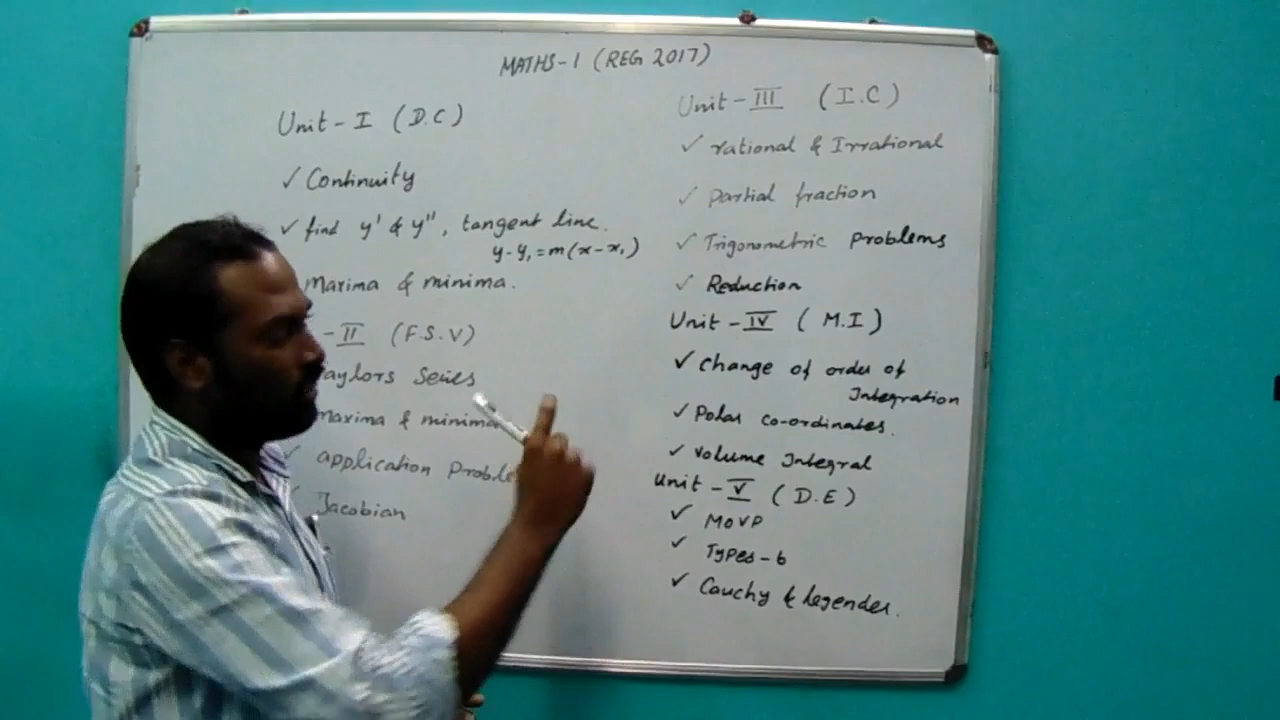 MATHS-1 (REG 2017)
Unit-I (D.C)
✓ Continuity
✓ find y' & y", tangent line.
y-y₁=m(x-x₁)
Maxima & minima.
-II (F.S.V)
aylors Series
Maxima & minima
✓ application Proble
Jacobian
Unit-III (I.C)
✓ rational & Irrational
✓ Partial fraction
✓ Trigonometric Problems
✓ Reduction
Unit-IV (M.I)
✓ Change of order of
Integration
✓ Polar co-ordinates.
✓ Volume Integral
Unit-V (D.E)
✓ MOVP
✓ Types-6
✓ Cauchy & legender.